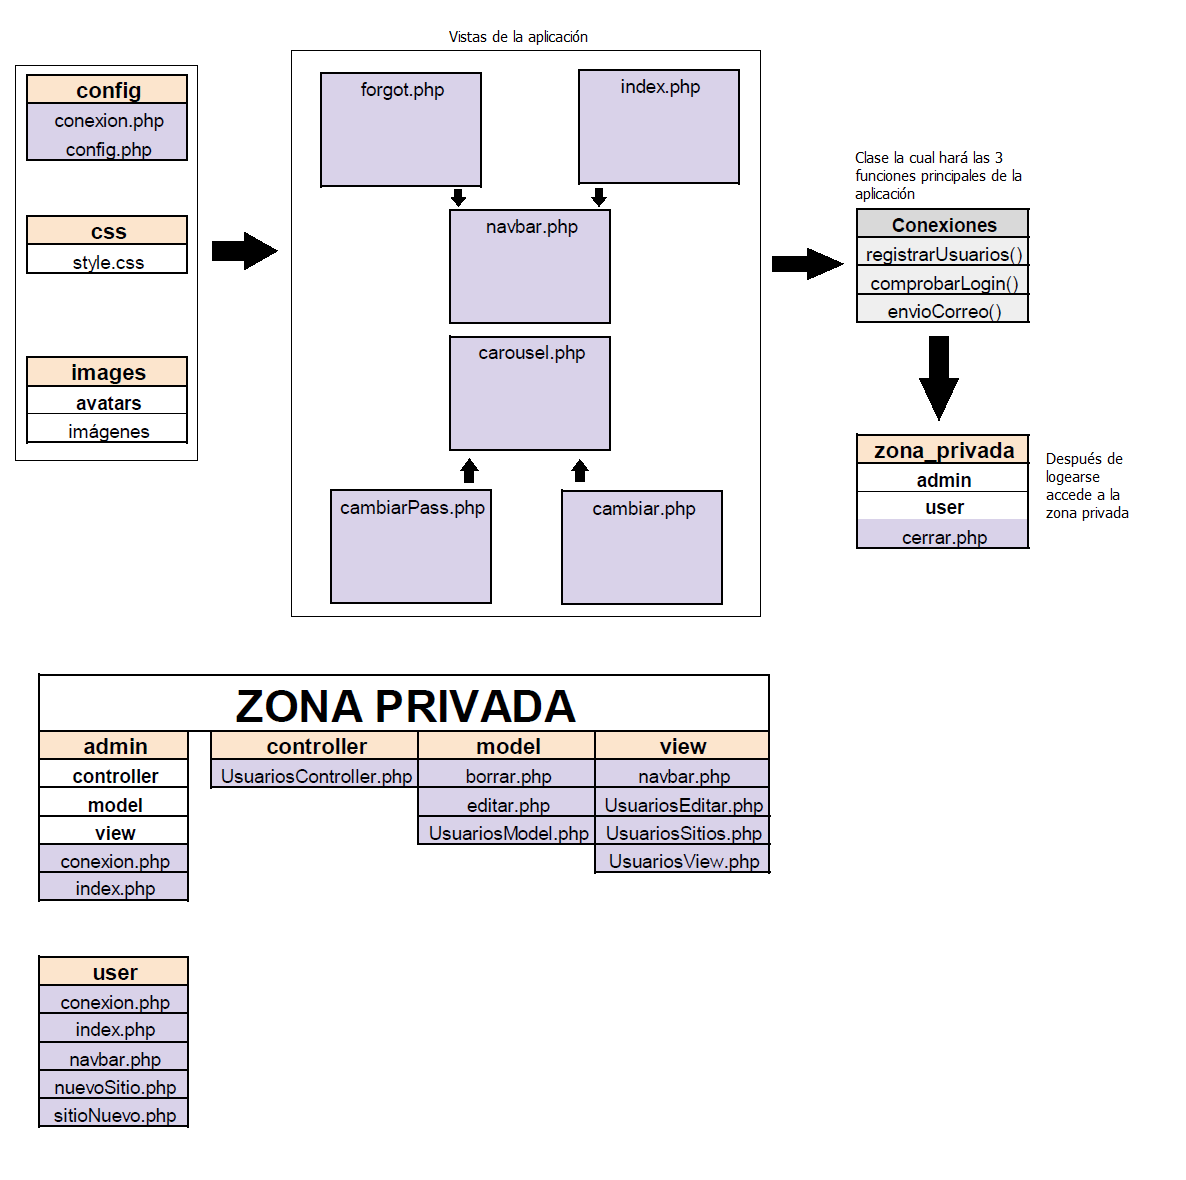 Vistas de la aplicación
config
conexion.php
config.php
css
style.css
images
avatars
imágenes
forgot.php
index.php
navbar.php
carousel.php
cambiarPass.php
cambiar.php
Clase la cual hará las 3
funciones principales de la
aplicación
Conexiones
registrarUsuarios()
comprobarLogin()
envioCorreo()
zona_privada
admin
user
cerrar.php
Después de
logearse
accede a la
zona privada
ZONA PRIVADA
admin
controller
model
view
conexion.php
index.php
controller
UsuariosController.php
model
borrar.php
editar.php
UsuariosModel.php
view
navbar.php
UsuariosEditar.php
UsuariosSitios.php
UsuariosView.php
user
conexion.php
index.php
navbar.php
nuevoSitio.php
sitioNuevo.php